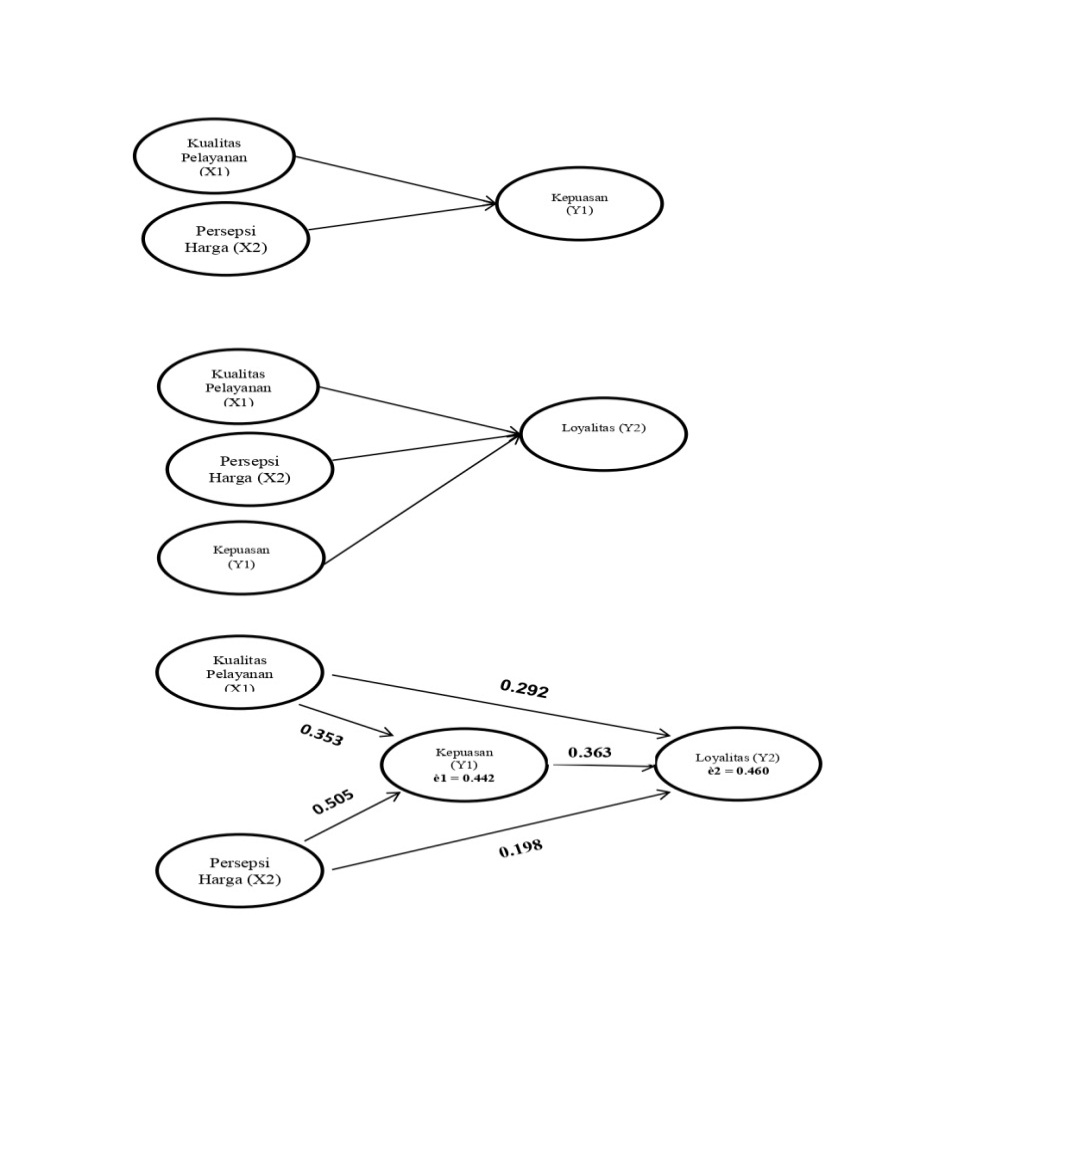 Kualitas
Pelayanan
(X1)
Persepsi
Harga (X2)
Kepuasan
(Y1)
Kualitas
Pelayanan
(X1)
Persepsi
Harga (X2)
Kepuasan
(Y1)
Loyalitas (Y2)
Kualitas
Pelayanan
(X1)
0.292
0.353
Kepuasan
(Y1)
è1 = 0.442
0.363
Loyalitas (Y2)
è2 = 0.460
0.505
0.198
Persepsi
Harga (X2)